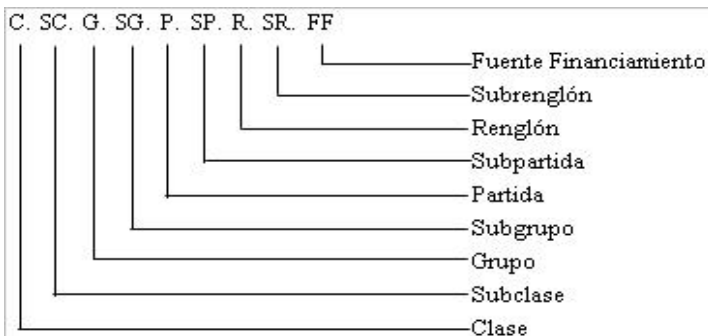 C. SC. G. SG. P. SP. R. SR. FF
Fuente Financiamiento
Subrenglón
Renglón
Subpartida
Partida
Subgrupo
Grupo
Subclase
Clase